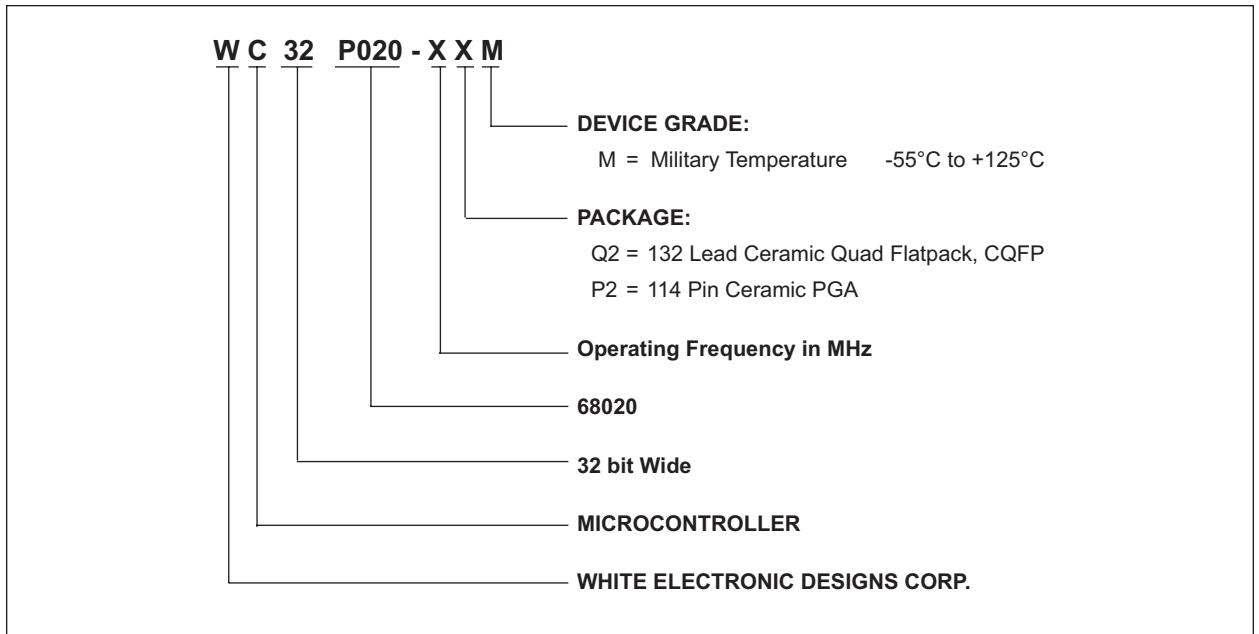 W C 32 P020 - X X M
DEVICE GRADE:
M = Military Temperature -55°C to +125°C
PACKAGE:
Q2 = 132 Lead Ceramic Quad Flatpack, CQFP
P2 = 114 Pin Ceramic PGA
Operating Frequency in MHz
68020
32 bit Wide
MICROCONTROLLER
WHITE ELECTRONIC DESIGNS CORP.